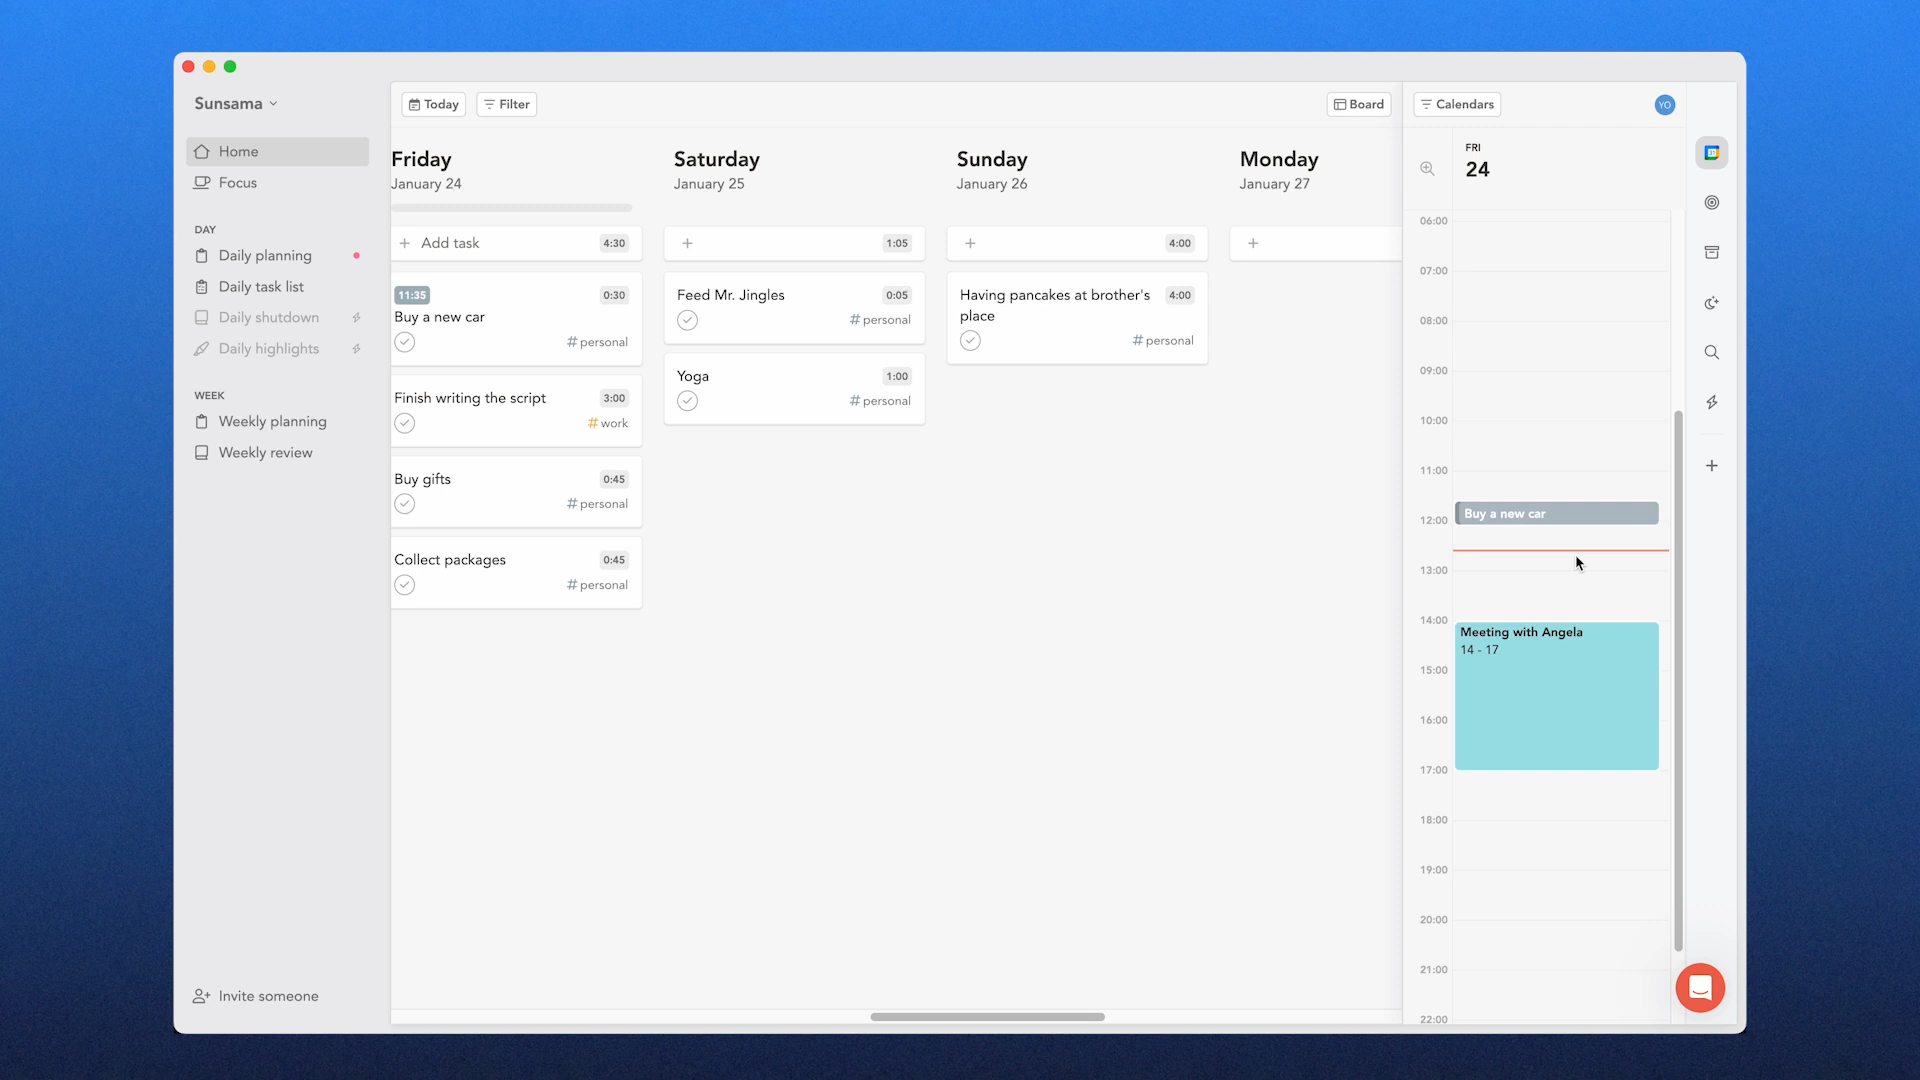 Sunsama
Home
Focus
DAY
Daily planning
Daily task list
Daily shutdown
Daily highlights
WEEK
Weekly planning
Weekly review
Invite someone
Today
Filter
Board
Friday
January 24
Add task 4:30
11:35 0:30
Buy a new car
# personal
Finish writing the script 3:00
# work
Buy gifts 0:45
# personal
Collect packages 0:45
# personal
Saturday
January 25
+ 1:05
Feed Mr. Jingles 0:05
# personal
Yoga 1:00
# personal
Sunday
January 26
+ 4:00
Having pancakes at brother's 4:00
place
# personal
Monday
January 27
+
Calendars
YO
FRI
24
06:00
07:00
08:00
09:00
10:00
11:00
Buy a new car
12:00
13:00
14:00
Meeting with Angela
14 - 17
15:00
16:00
17:00
18:00
19:00
20:00
21:00
22:00